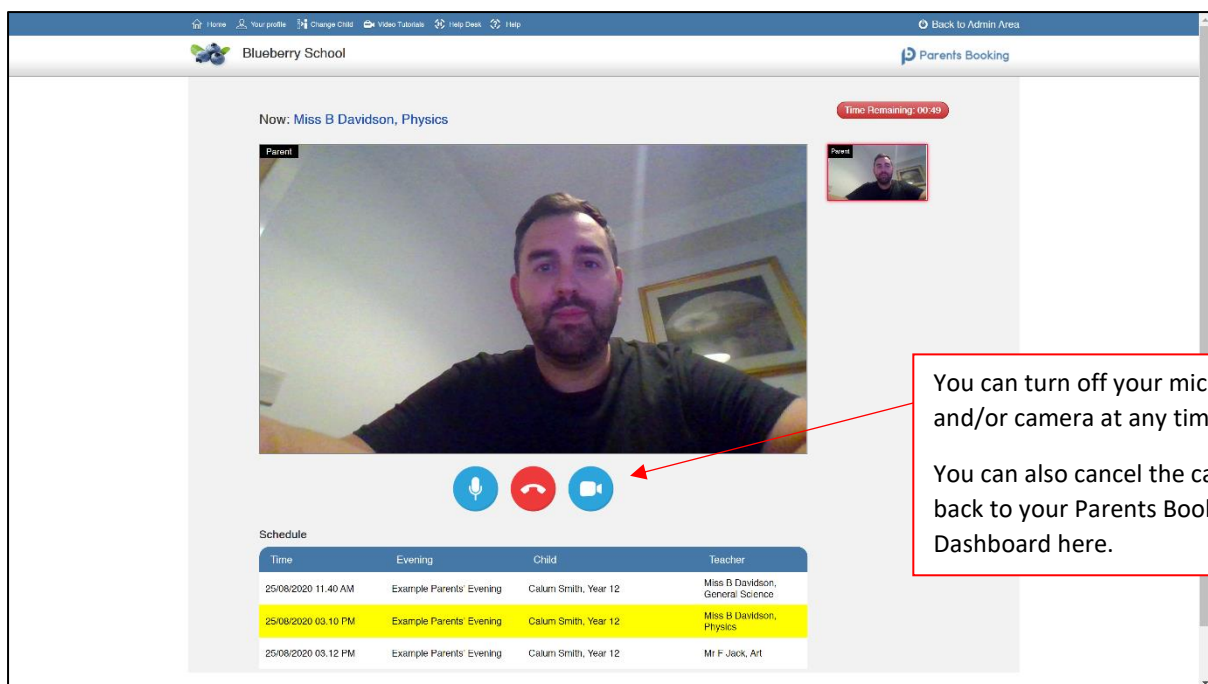 Home Your profile Change Child Video Tutorials Help Desk Help Back to Admin Area
Blueberry School
Parents Booking
Now: Miss B Davidson, Physics
Time Remaining: 00:49
Parent
Parent
You can turn off your mic
and/or camera at any tim
You can also cancel the ca
back to your Parents Boo
Dashboard here.
Schedule
Time Evening Child Teacher
25/08/2020 11.40 AM Example Parents' Evening Calum Smith, Year 12 Miss B Davidson,
General Science
25/08/2020 03.10 PM Example Parents' Evening Calum Smith, Year 12 Miss B Davidson,
Physics
25/08/2020 03.12 PM Example Parents' Evening Calum Smith, Year 12 Mr F Jack, Art